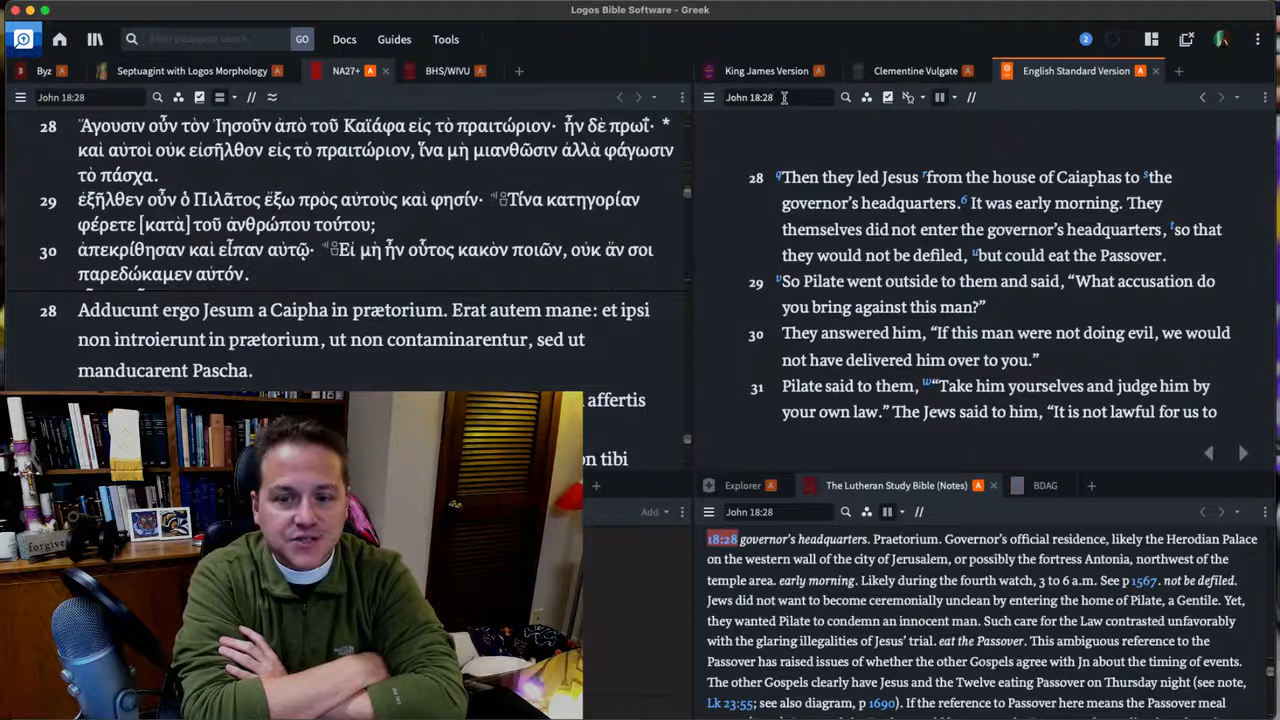 Logos Bible Software - Greek
GO
Docs
Guides
Tools
2
Byz A
Septuagint with Logos Morphology A
NA27+ A
BHS/WIVU A
John 18:28
28 Ἄγουσιν οὖν τὸν Ἰησοῦν ἀπὸ τοῦ Καϊάφα εἰς τὸ πραιτώριον· ἦν δὲ πρωΐ· *
καὶ αὐτοὶ οὐκ εἰσῆλθον εἰς τὸ πραιτώριον, ἵνα μὴ μιανθῶσιν ἀλλὰ φάγωσιν
τὸ πάσχα.
29 ἐξῆλθεν οὖν ὁ Πιλᾶτος ἔξω πρὸς αὐτοὺς καὶ φησίν· Τίνα κατηγορίαν
φέρετε [κατὰ] τοῦ ἀνθρώπου τούτου;
30 ἀπεκρίθησαν καὶ εἶπαν αὐτῷ· Εἰ μὴ ἦν οὗτος κακὸν ποιῶν, οὐκ ἄν σοι
παρεδώκαμεν αὐτόν.
28 Adducunt ergo Jesum a Caipha in prætorium. Erat autem mane: et ipsi
non introierunt in prætorium, ut non contaminarentur, sed ut
manducarent Pascha.
affertis
tibi
Add
forgive
King James Version A
Clementine Vulgate A
English Standard Version A
John 18:28
28 q Then they led Jesus r from the house of Caiaphas to s the
governor’s headquarters. 6 It was early morning. They
themselves did not enter the governor’s headquarters, t so that
they would not be defiled, u but could eat the Passover.
29 v So Pilate went outside to them and said, “What accusation do
you bring against this man?”
30 They answered him, “If this man were not doing evil, we would
not have delivered him over to you.”
31 Pilate said to them, w “Take him yourselves and judge him by
your own law.” The Jews said to him, “It is not lawful for us to
Explorer A
The Lutheran Study Bible (Notes) A
BDAG
John 18:28
18:28 governor’s headquarters. Praetorium. Governor’s official residence, likely the Herodian Palace
on the western wall of the city of Jerusalem, or possibly the fortress Antonia, northwest of the
temple area. early morning. Likely during the fourth watch, 3 to 6 a.m. See p 1567. not be defiled.
Jews did not want to become ceremonially unclean by entering the home of Pilate, a Gentile. Yet,
they wanted Pilate to condemn an innocent man. Such care for the Law contrasted unfavorably
with the glaring illegalities of Jesus’ trial. eat the Passover. This ambiguous reference to the
Passover has raised issues of whether the other Gospels agree with Jn about the timing of events.
The other Gospels clearly have Jesus and the Twelve eating Passover on Thursday night (see note,
Lk 23:55; see also diagram, p 1690). If the reference to Passover here means the Passover meal